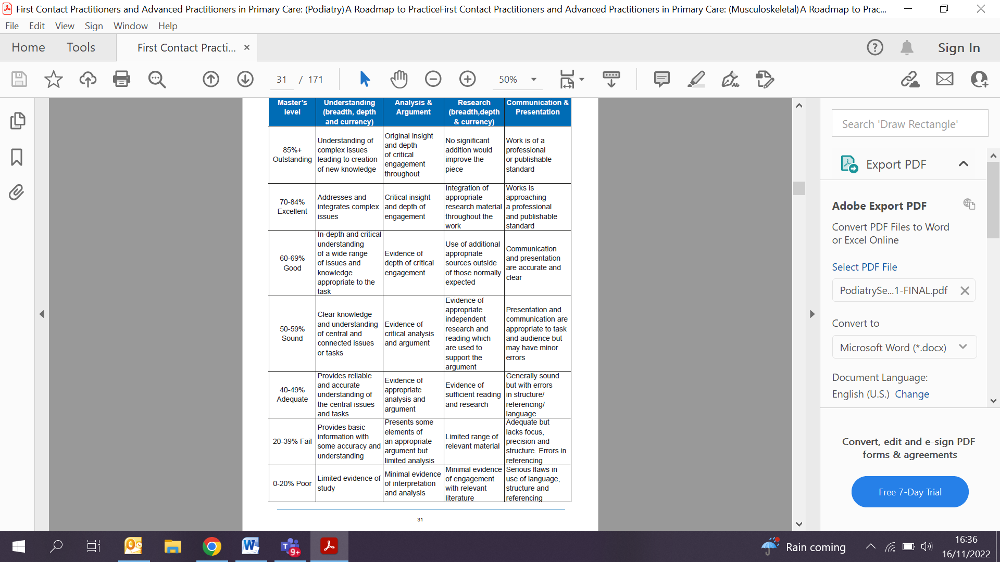 First Contact Practitioners and Advanced Practitioners in Primary Care: (Podiatry) A Roadmap to PracticeFirst Contact Practitioners and Advanced Practitioners in Primary Care: (Musculoskeletal) A Roadmap to Prac...
File Edit View Sign Window Help
Home Tools First Contact Practi... Sign In
31 / 171 50%
Master's
level
Understanding
(breadth, depth
and currency)
Analysis &
Argument
Research
(breadth,depth
& currency)
Communication &
Presentation
85%+
Outstanding
Understanding of
complex issues
leading to creation
of new knowledge
Original insight
and depth
of critical
engagement
throughout
No significant
addition would
improve the
piece
Work is of a
professional
or publishable
standard
70-84%
Excellent
Addresses and
integrates complex
issues
Critical insight
and depth of
engagement
Integration of
appropriate
research material
throughout the
work
Works is
approaching
a professional
and publishable
standard
60-69%
Good
In-depth and critical
understanding
of a wide range
of issues and
knowledge
appropriate to the
task
Evidence of
depth of critical
engagement
Use of additional
appropriate
sources outside
of those normally
expected
Communication
and presentation
are accurate and
clear
50-59%
Sound
Clear knowledge
and understanding
of central and
connected issues
or tasks
Evidence of
critical analysis
and argument
Evidence of
appropriate
independent
research and
reading which
are used to
support the
argument
Presentation and
communication are
appropriate to task
and audience but
may have minor
errors
40-49%
Adequate
Provides reliable
and accurate
understanding of
the central issues
and tasks
Evidence of
appropriate
analysis and
argument
Evidence of
sufficient reading
and research
Generally sound
but with errors
in structure/
referencing/
language
20-39% Fail
Provides basic
information with
some accuracy and
understanding
Presents some
elements of
an appropriate
argument but
limited analysis
Limited range of
relevant material
Adequate but
lacks focus,
precision and
structure. Errors in
referencing
0-20% Poor
Limited evidence of
study
Minimal evidence
of interpretation
and analysis
Minimal evidence
of engagement
with relevant
literature
Serious flaws in
use of language,
structure and
referencing
31
Search 'Draw Rectangle'
Export PDF
Adobe Export PDF
Convert PDF Files to Word
or Excel Online
Select PDF File
PodiatrySe...1-FINAL.pdf
Convert to
Microsoft Word (*.docx)
Document Language:
English (U.S.) Change
Convert, edit and e-sign PDF
forms & agreements
Free 7-Day Trial
9+
Rain coming
16:36
16/11/2022